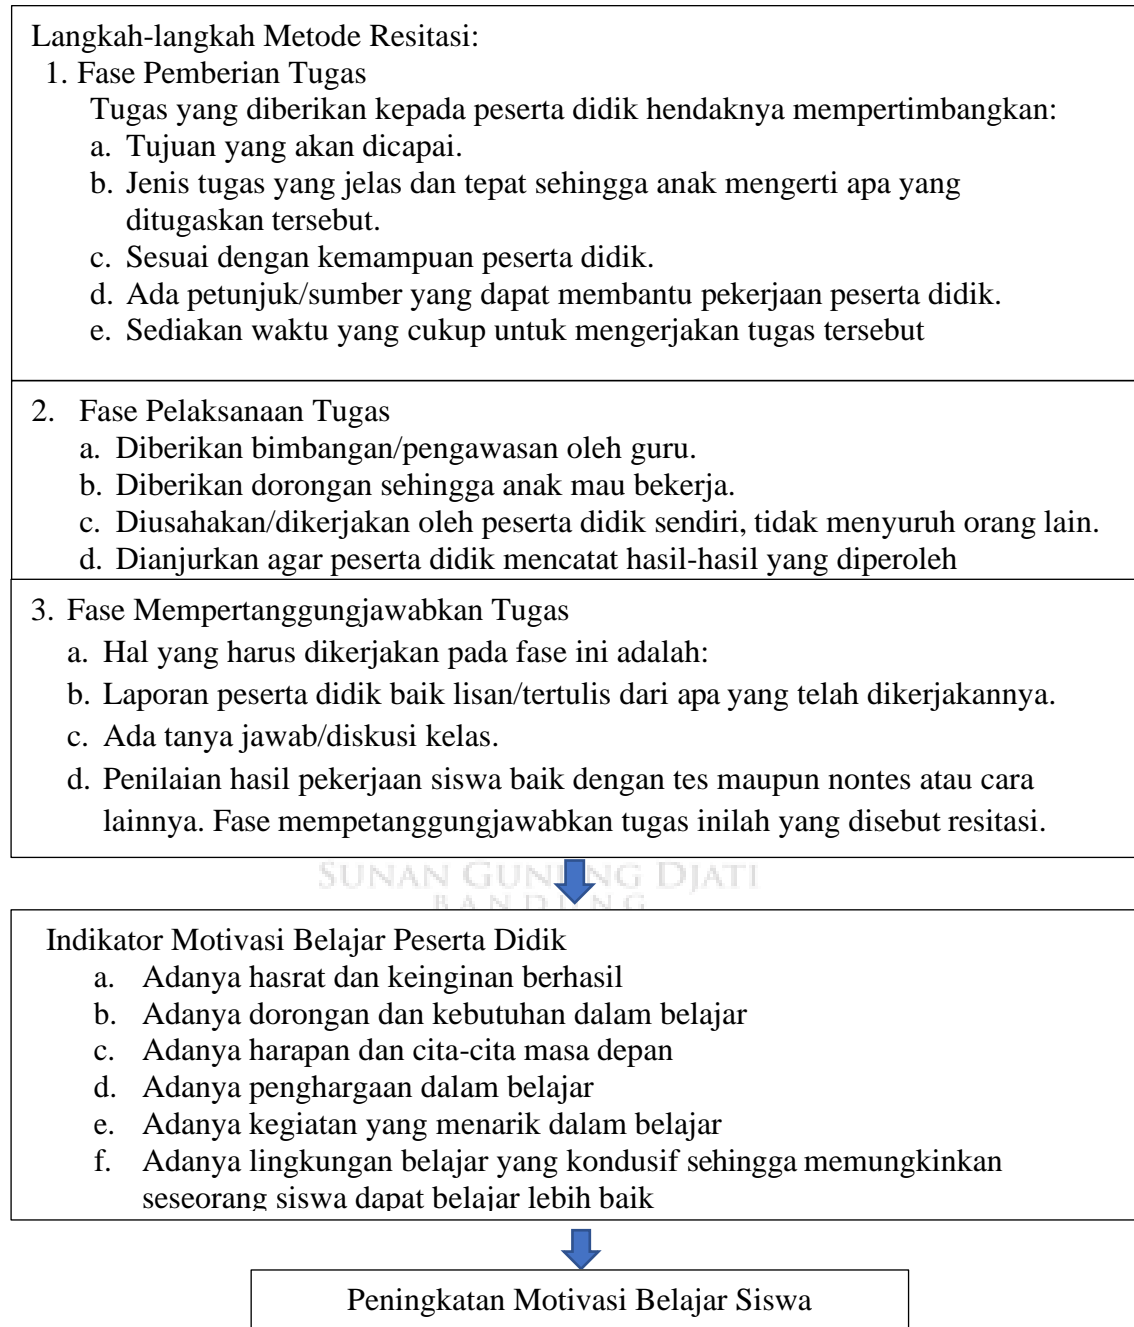 Langkah-langkah Metode Resitasi:
1. Fase Pemberian Tugas
Tugas yang diberikan kepada peserta didik hendaknya mempertimbangkan:
a. Tujuan yang akan dicapai.
b. Jenis tugas yang jelas dan tepat sehingga anak mengerti apa yang
ditugaskan tersebut.
c. Sesuai dengan kemampuan peserta didik.
d. Ada petunjuk/sumber yang dapat membantu pekerjaan peserta didik.
e. Sediakan waktu yang cukup untuk mengerjakan tugas tersebut
2. Fase Pelaksanaan Tugas
a. Diberikan bimbangan/pengawasan oleh guru.
b. Diberikan dorongan sehingga anak mau bekerja.
c. Diusahakan/dikerjakan oleh peserta didik sendiri, tidak menyuruh orang lain.
d. Dianjurkan agar peserta didik mencatat hasil-hasil yang diperoleh
3. Fase Mempertanggungjawabkan Tugas
a. Hal yang harus dikerjakan pada fase ini adalah:
b. Laporan peserta didik baik lisan/tertulis dari apa yang telah dikerjakannya.
c. Ada tanya jawab/diskusi kelas.
d. Penilaian hasil pekerjaan siswa baik dengan tes maupun nontes atau cara
lainnya. Fase mempetanggungjawabkan tugas inilah yang disebut resitasi.
SUNAN GUNUNG DJATI
BANDUNG
Indikator Motivasi Belajar Peserta Didik
a. Adanya hasrat dan keinginan berhasil
b. Adanya dorongan dan kebutuhan dalam belajar
c. Adanya harapan dan cita-cita masa depan
d. Adanya penghargaan dalam belajar
e. Adanya kegiatan yang menarik dalam belajar
f. Adanya lingkungan belajar yang kondusif sehingga memungkinkan
seseorang siswa dapat belajar lebih baik
Peningkatan Motivasi Belajar Siswa